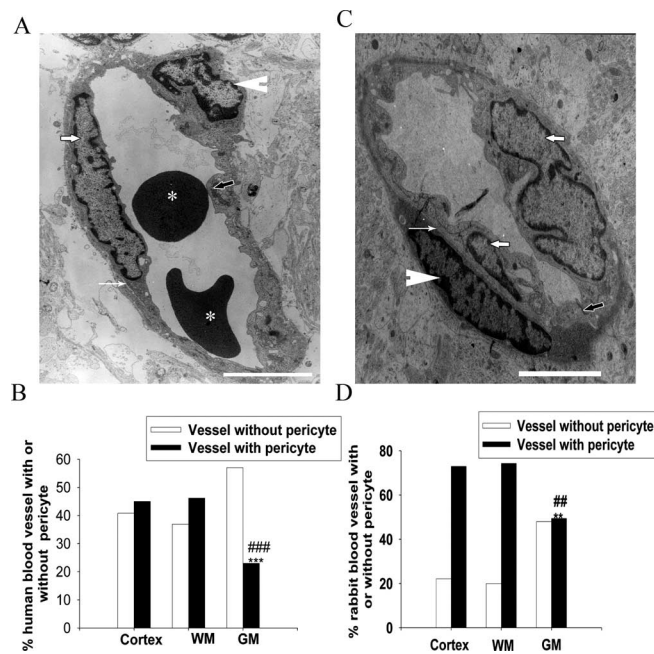 A
C
*
*
B
D
Vessel without pericyte
Vessel with pericyte
% human blood vessel with or
without pericyte
60
50
40
30
20
10
0
###
***
Cortex WM GM
Vessel without pericyte
Vessel with pericyte
% rabbit blood vessel with
or without pericyte
80
60
40
20
0
##
**
Cortex WM GM